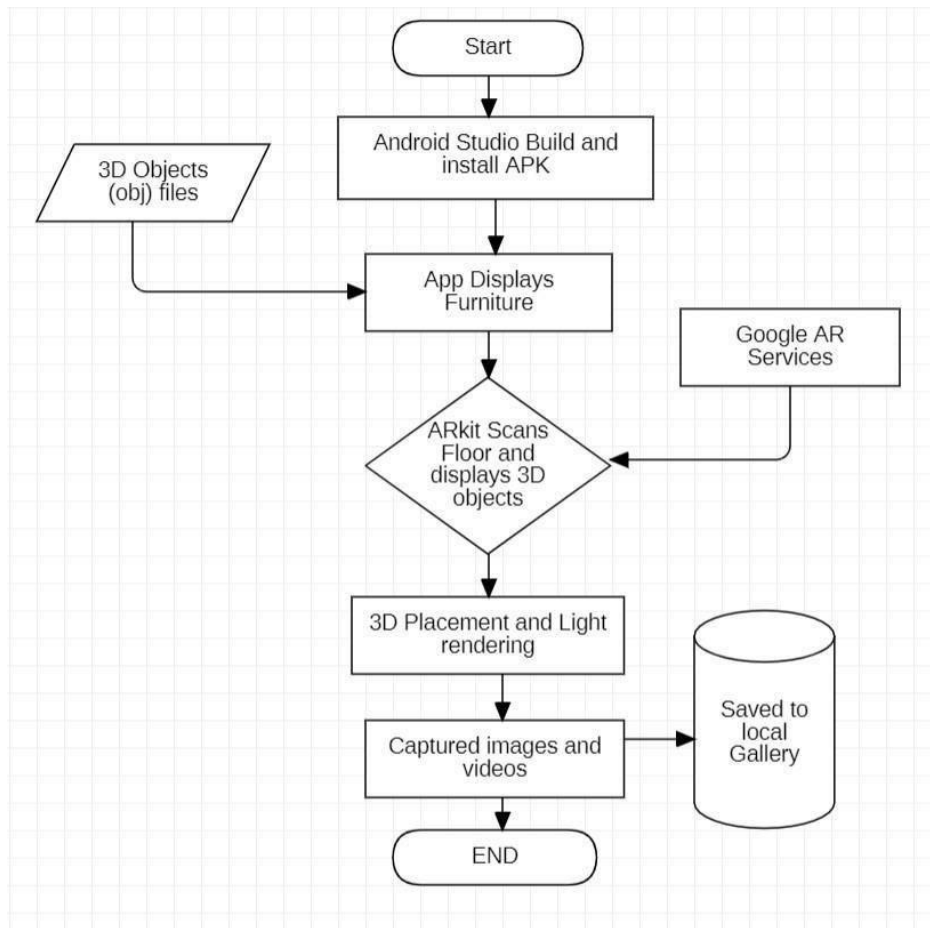 Start
Android Studio Build and
install APK
3D Objects
(obj) files
App Displays
Furniture
Google AR
Services
ARkit Scans
Floor and
displays 3D
objects
3D Placement and Light
rendering
Captured images and
videos
Saved to
local
Gallery
END